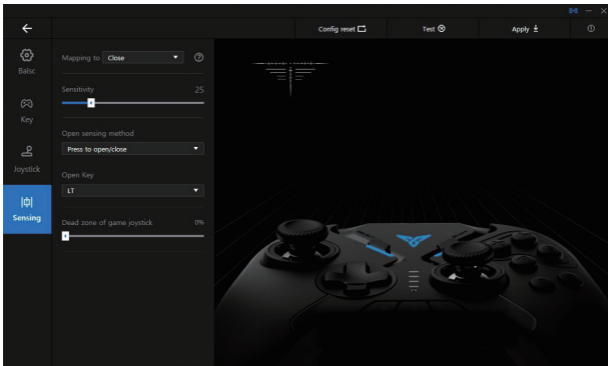 Config reset
Test
Apply
Baisc
Key
Joystick
Sensing
Mapping to Close
Sensitivity 25
Open sensing method
Press to open/close
Open Key
LT
Dead zone of game joystick 0%